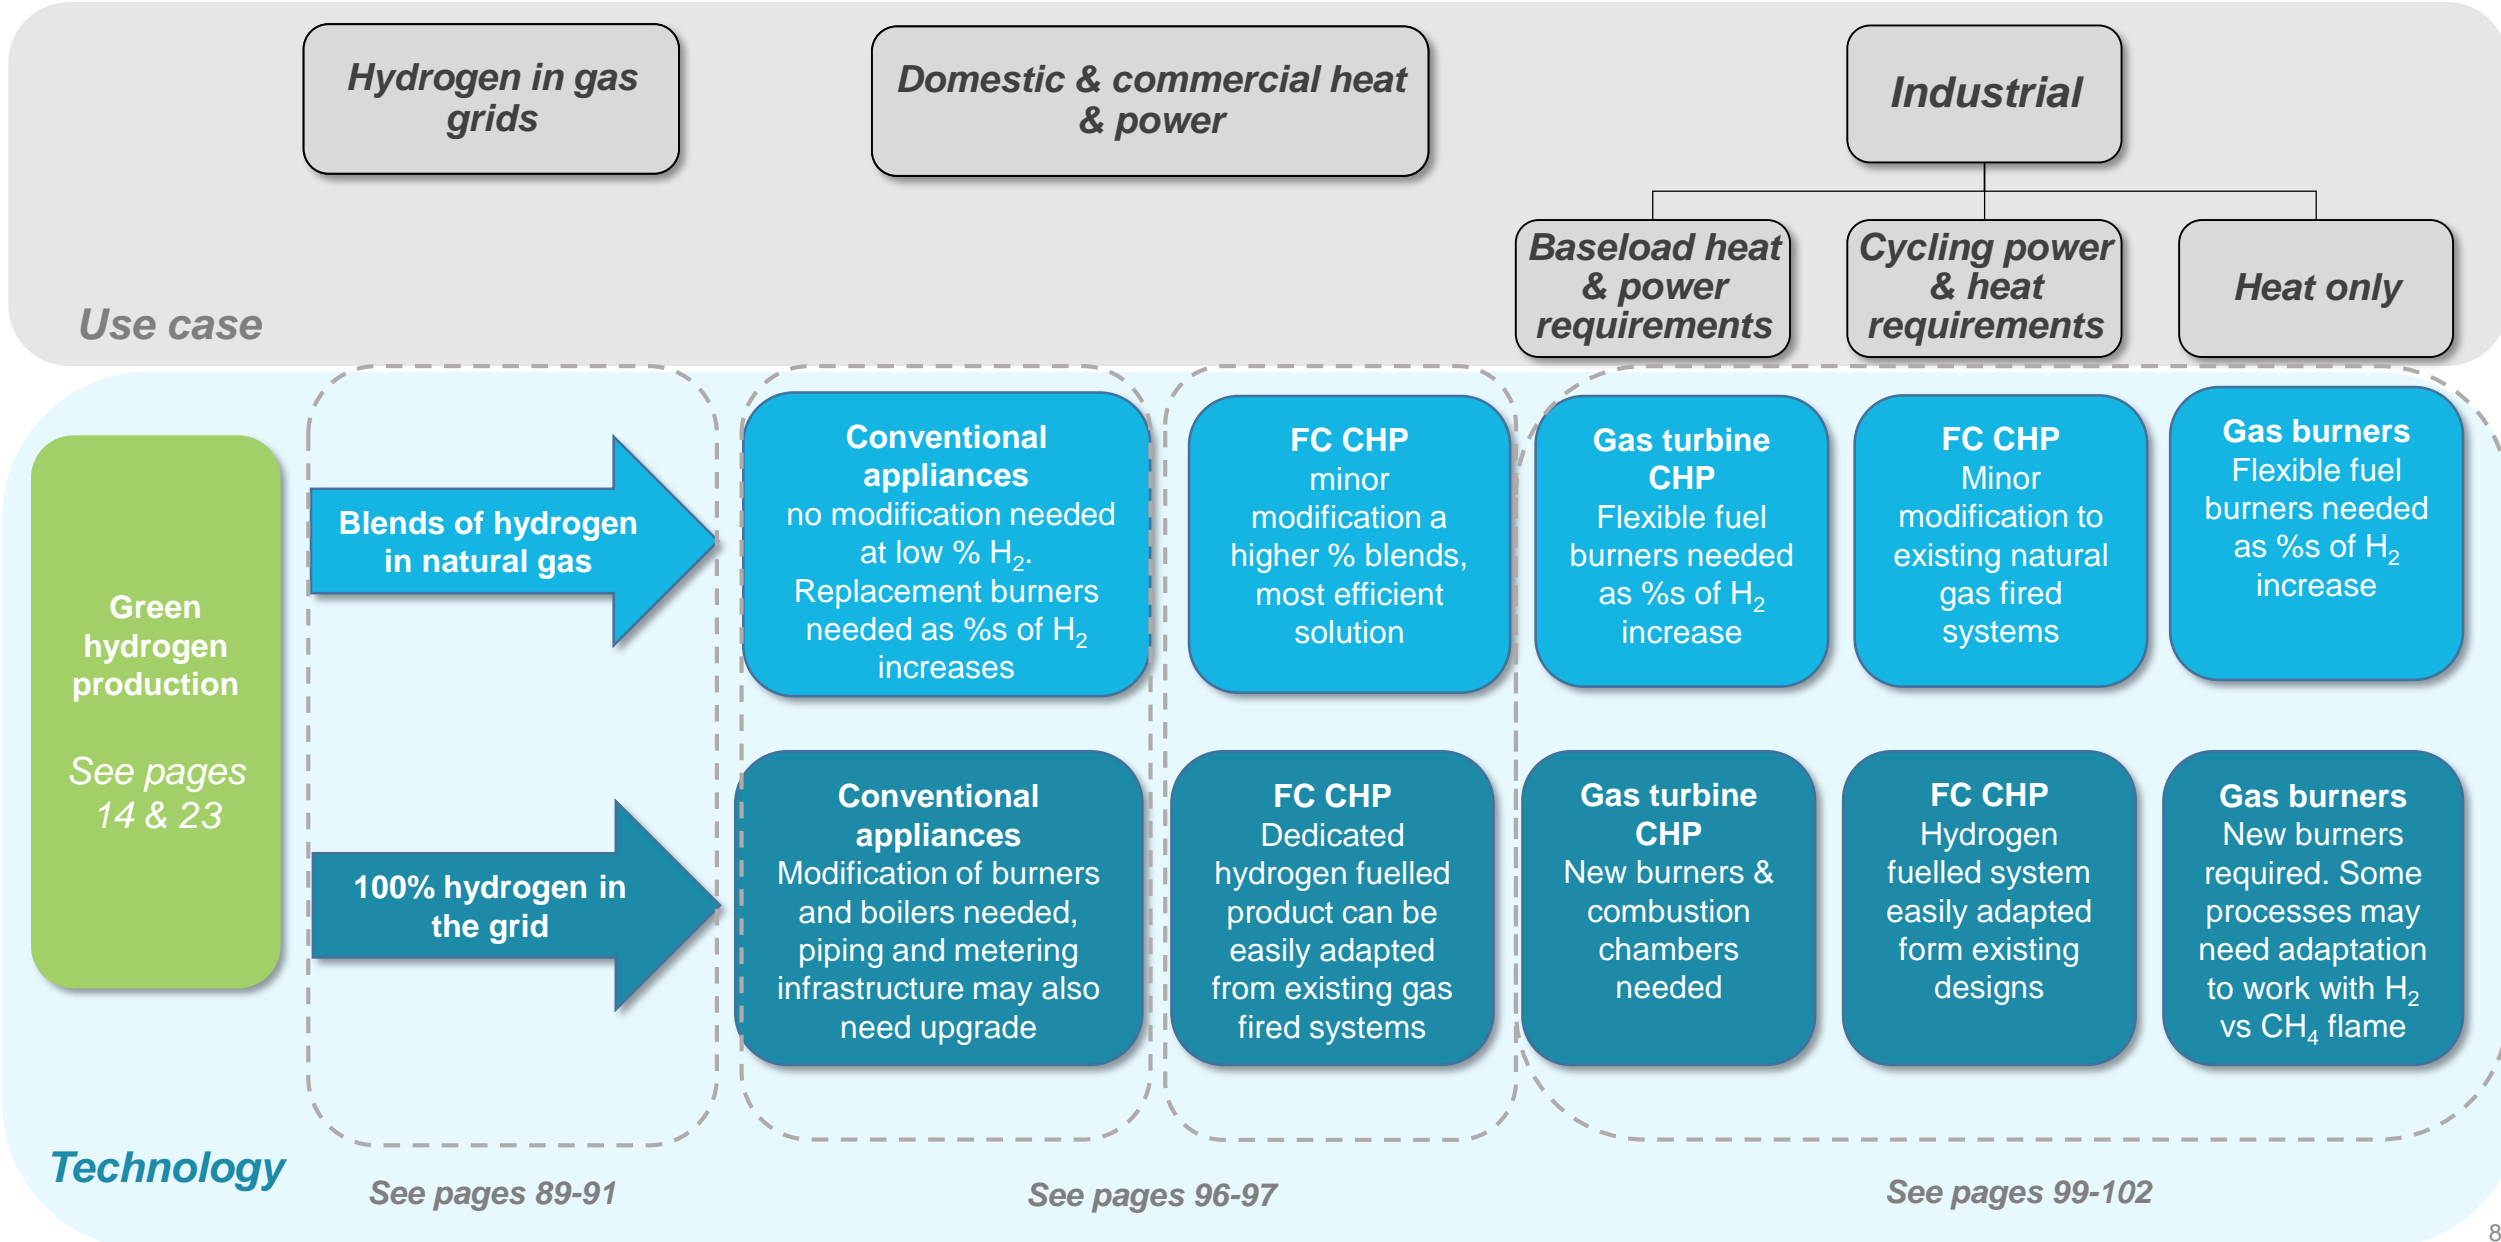 Hydrogen in gas
grids
Domestic & commercial heat
& power
Industrial
Baseload heat
& power
requirements
Cycling power
& heat
requirements
Heat only
Use case
Green
hydrogen
production
See pages
14 & 23
Blends of hydrogen
in natural gas
Conventional
appliances
no modification needed
at low % H₂.
Replacement burners
needed as %s of H₂
increases
FC CHP
minor
modification a
higher % blends,
most efficient
solution
Gas turbine
CHP
Flexible fuel
burners needed
as %s of H₂
increase
FC CHP
Minor
modification to
existing natural
gas fired
systems
Gas burners
Flexible fuel
burners needed
as %s of H₂
increase
100% hydrogen in
the grid
Conventional
appliances
Modification of burners
and boilers needed,
piping and metering
infrastructure may also
need upgrade
FC CHP
Dedicated
hydrogen fuelled
product can be
easily adapted
from existing gas
fired systems
Gas turbine
CHP
New burners &
combustion
chambers
needed
FC CHP
Hydrogen
fuelled system
easily adapted
form existing
designs
Gas burners
New burners
required. Some
processes may
need adaptation
to work with H₂
vs CH₄ flame
Technology
See pages 89-91
See pages 96-97
See pages 99-102
8